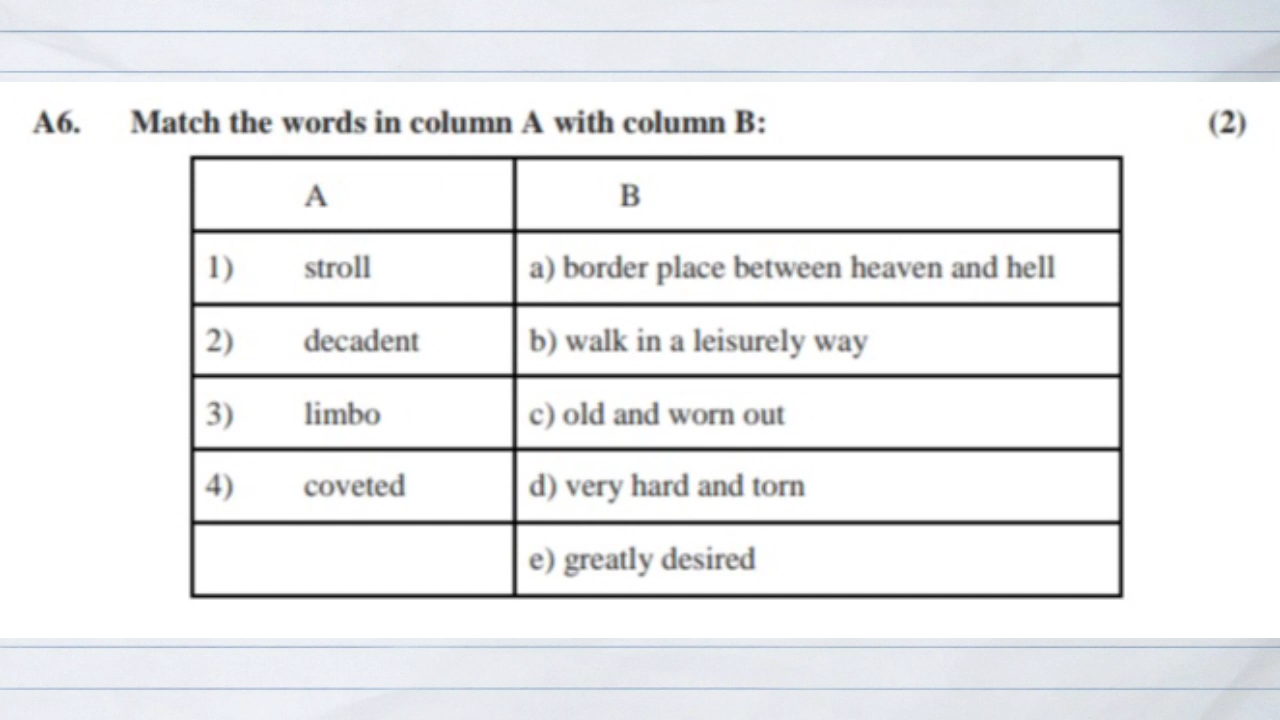 A6. Match the words in column A with column B: (2)
A B
1) stroll a) border place between heaven and hell
2) decadent b) walk in a leisurely way
3) limbo c) old and worn out
4) coveted d) very hard and torn
e) greatly desired